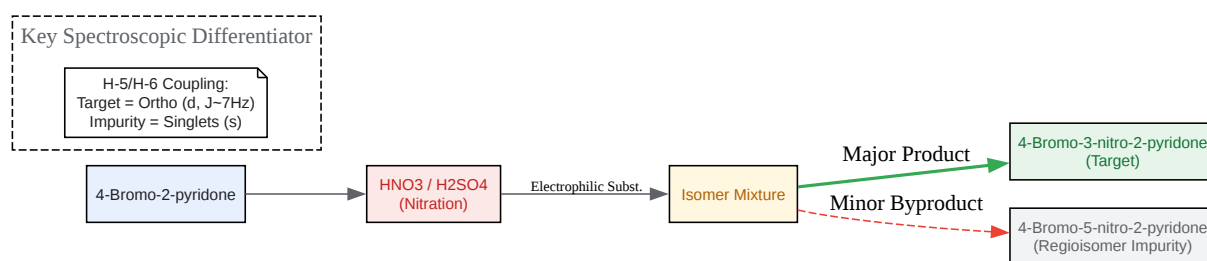 Key Spectroscopic Differentiator
H-5/H-6 Coupling:
Target = Ortho (d, J~7Hz)
Impurity = Singlets (s)
4-Bromo-2-pyridone
HNO3 / H2SO4
(Nitration)
Electrophilic Subst.
Isomer Mixture
Major Product
Minor Byproduct
4-Bromo-3-nitro-2-pyridone
(Target)
4-Bromo-5-nitro-2-pyridone
(Regioisomer Impurity)